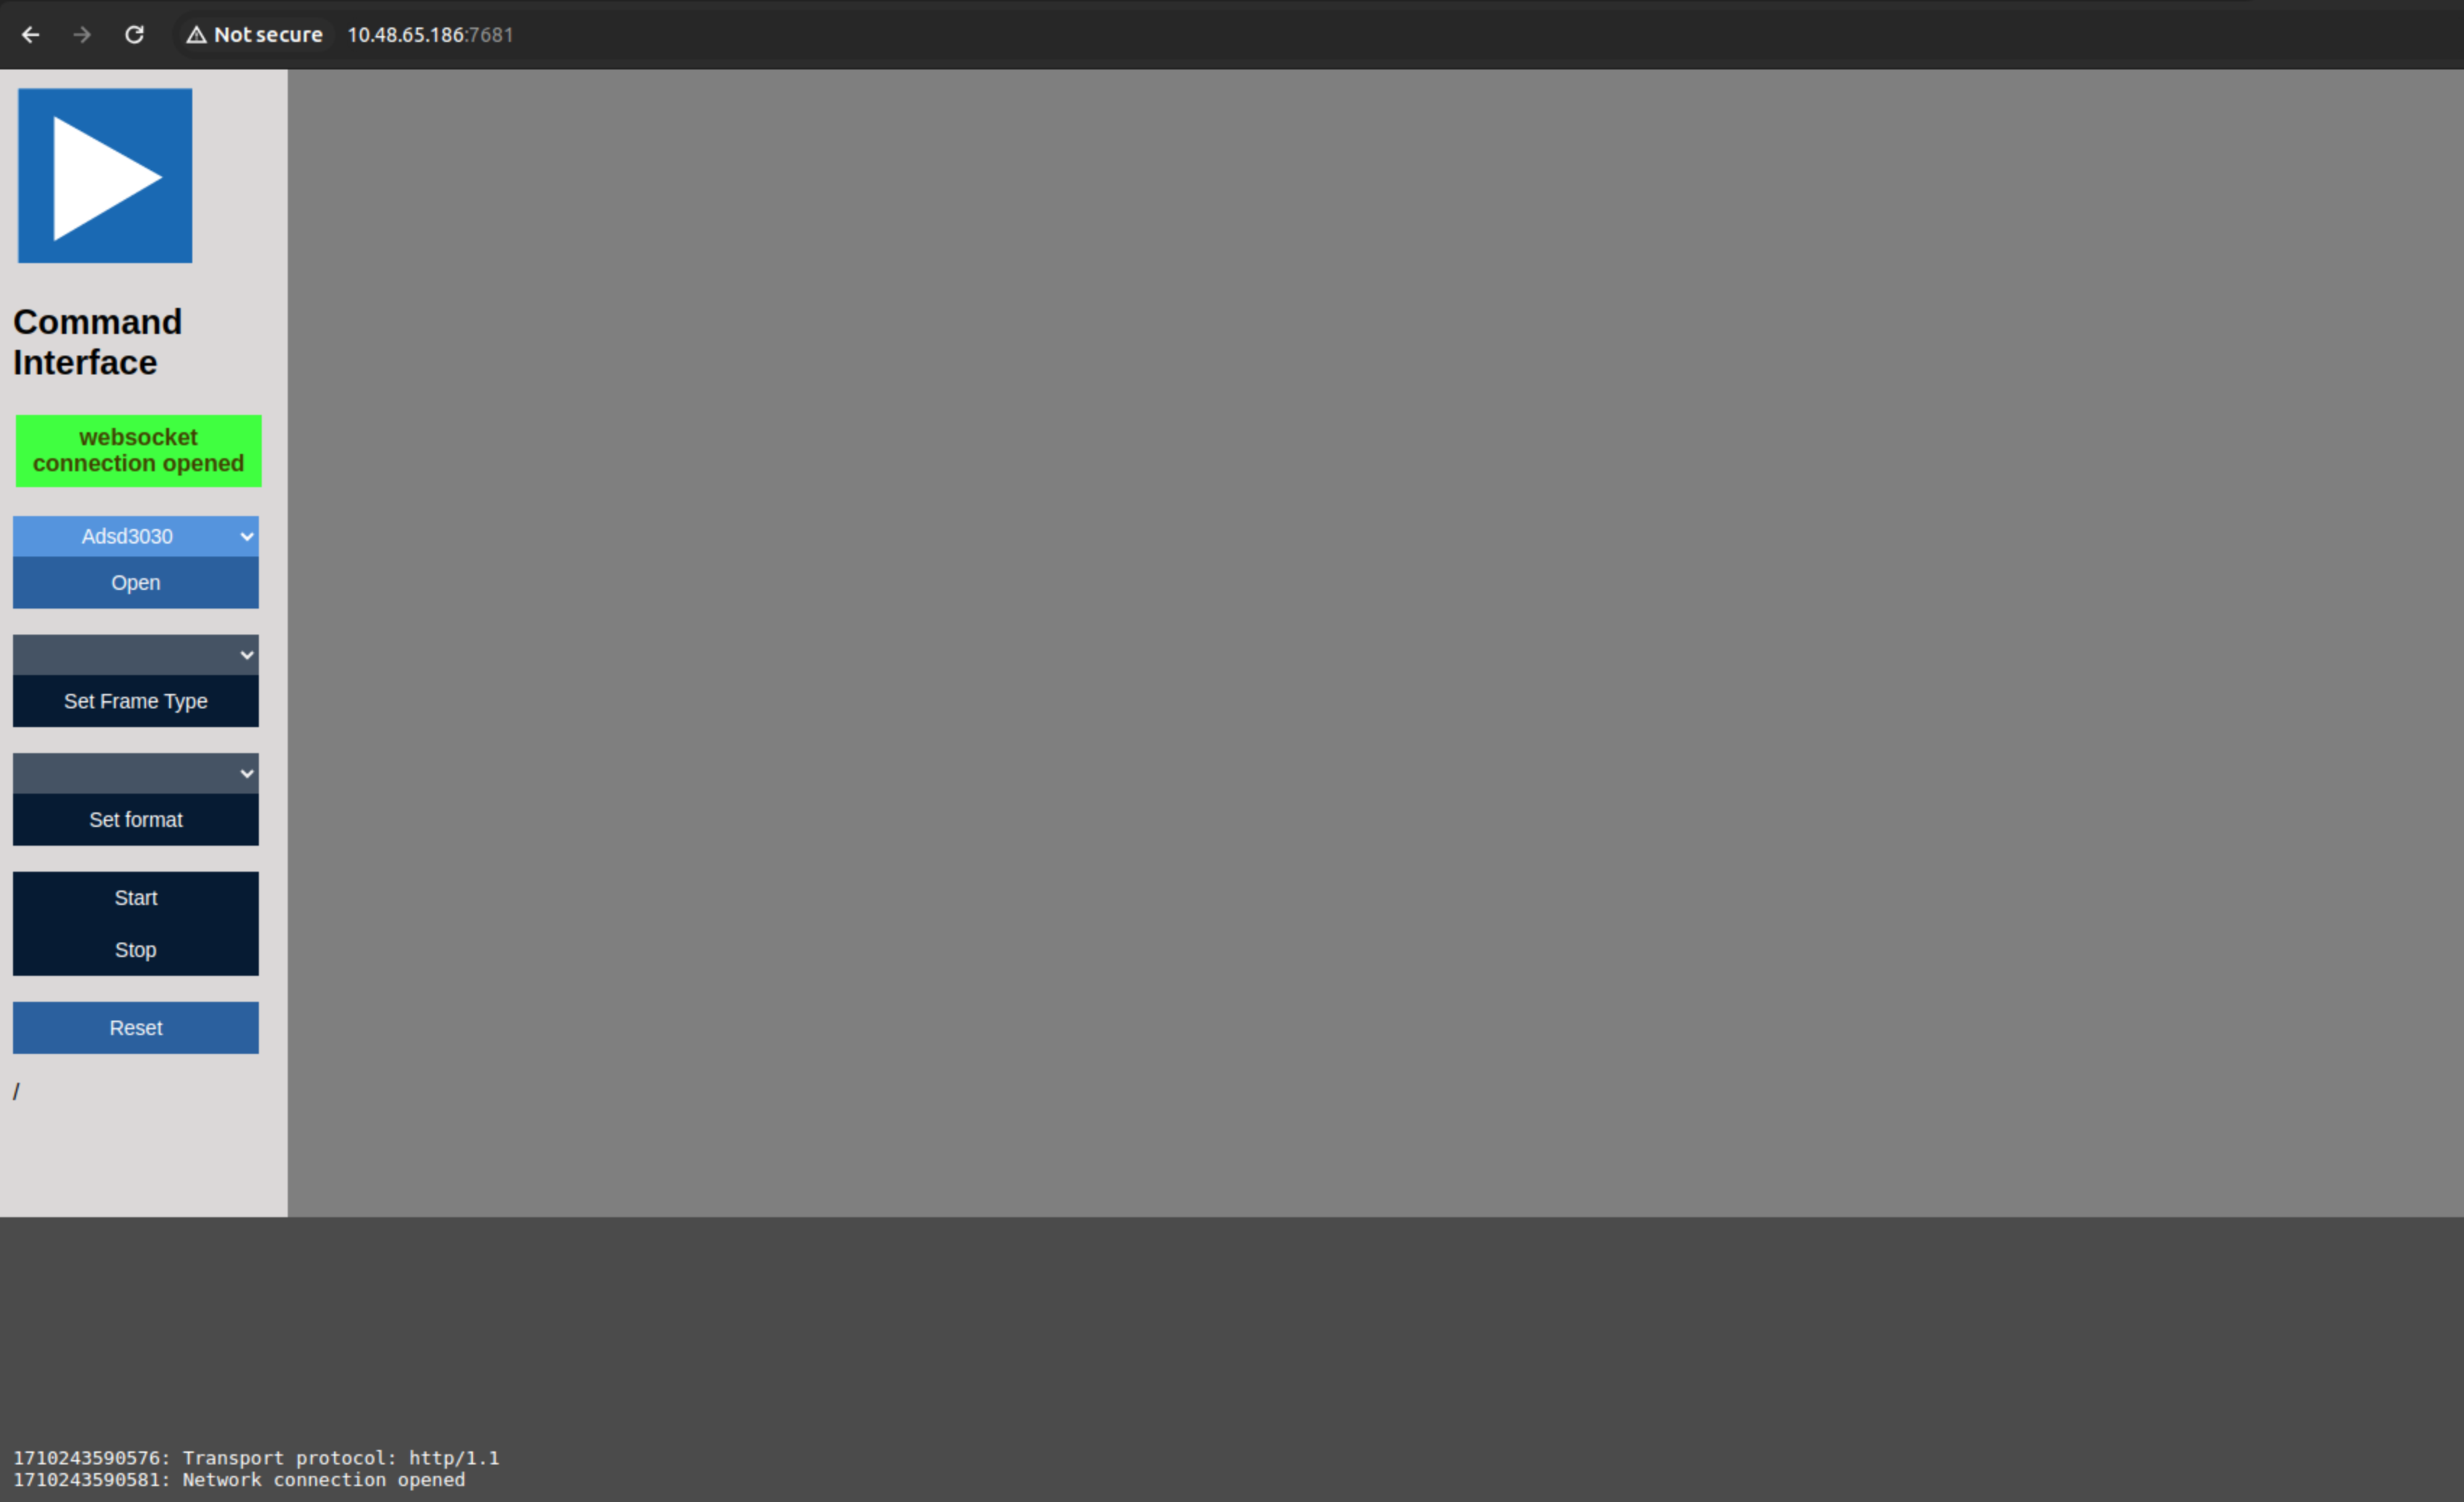 Not secure 10.48.65.186:7681
Command
Interface
websocket
connection opened
Adsd3030
Open
Set Frame Type
Set format
Start
Stop
Reset
/
1710243590576: Transport protocol: http/1.1
1710243590581: Network connection opened